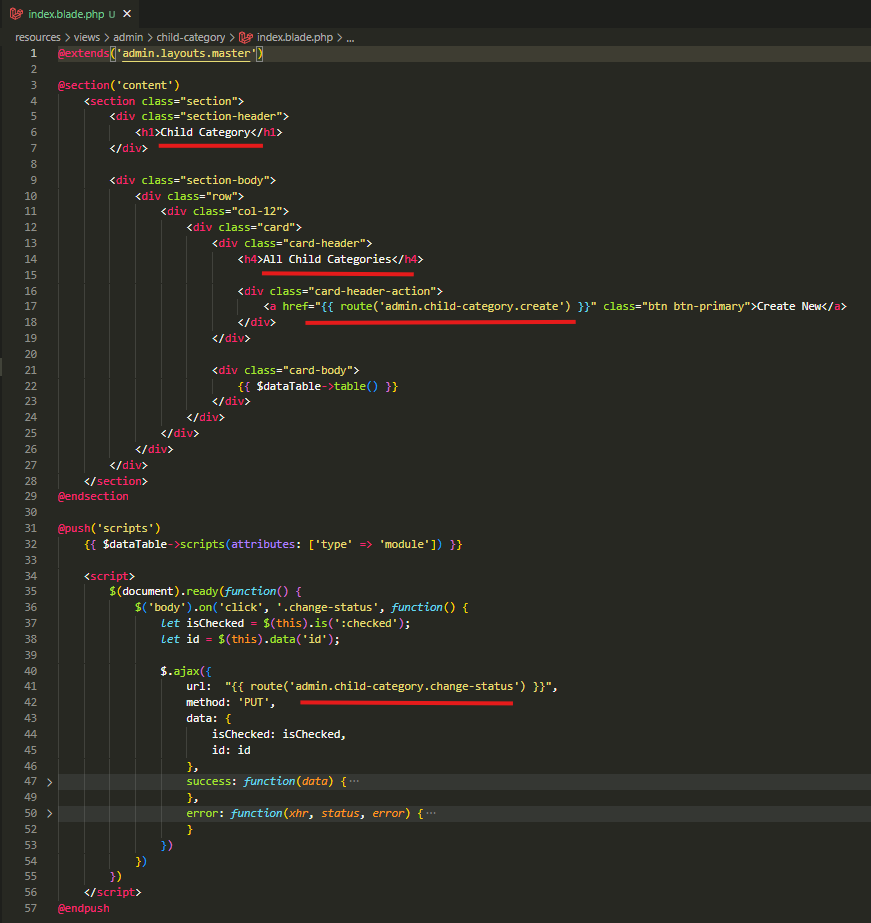 index.blade.php U ×
resources > views > admin > child-category > index.blade.php > ...
1 @extends('admin.layouts.master')
2
3 @section('content')
4     <section class="section">
5         <div class="section-header">
6             <h1>Child Category</h1>
7         </div>
8
9         <div class="section-body">
10             <div class="row">
11                 <div class="col-12">
12                     <div class="card">
13                         <div class="card-header">
14                             <h4>All Child Categories</h4>
15
16                             <div class="card-header-action">
17                                 <a href="{{ route('admin.child-category.create') }}" class="btn btn-primary">Create New</a>
18                             </div>
19                         </div>
20
21                         <div class="card-body">
22                             {{ $dataTable->table() }}
23                         </div>
24                     </div>
25                 </div>
26             </div>
27         </div>
28     </section>
29 @endsection
30
31 @push('scripts')
32     {{ $dataTable->scripts(attributes: ['type' => 'module']) }}
33
34     <script>
35         $(document).ready(function() {
36             $('body').on('click', '.change-status', function() {
37                 let isChecked = $(this).is(':checked');
38                 let id = $(this).data('id');
39
40                 $.ajax({
41                     url:  "{{ route('admin.child-category.change-status') }}",
42                     method: 'PUT',
43                     data: {
44                         isChecked: isChecked,
45                         id: id
46                     },
47                     success: function(data) { ···
49                     },
50                     error: function(xhr, status, error) { ···
52                     }
53                 })
54             })
55         })
56     </script>
57 @endpush